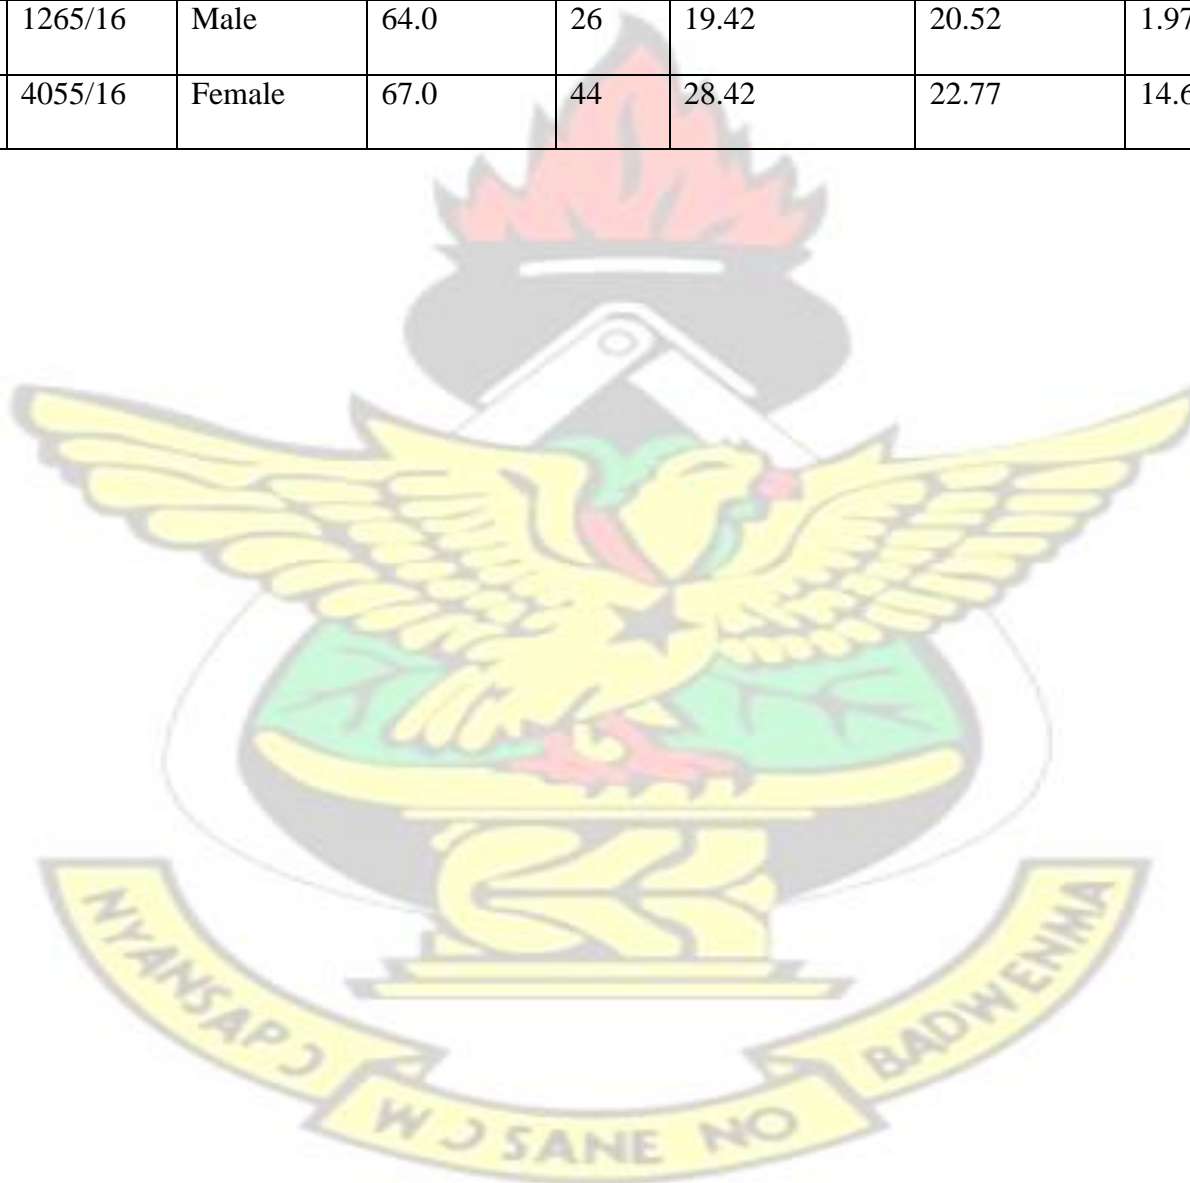 1265/16 Male 64.0 26 19.42 20.52 1.97
4055/16 Female 67.0 44 28.42 22.77 14.6
NYANSAPƆ WƆSANE NO BADWENMA